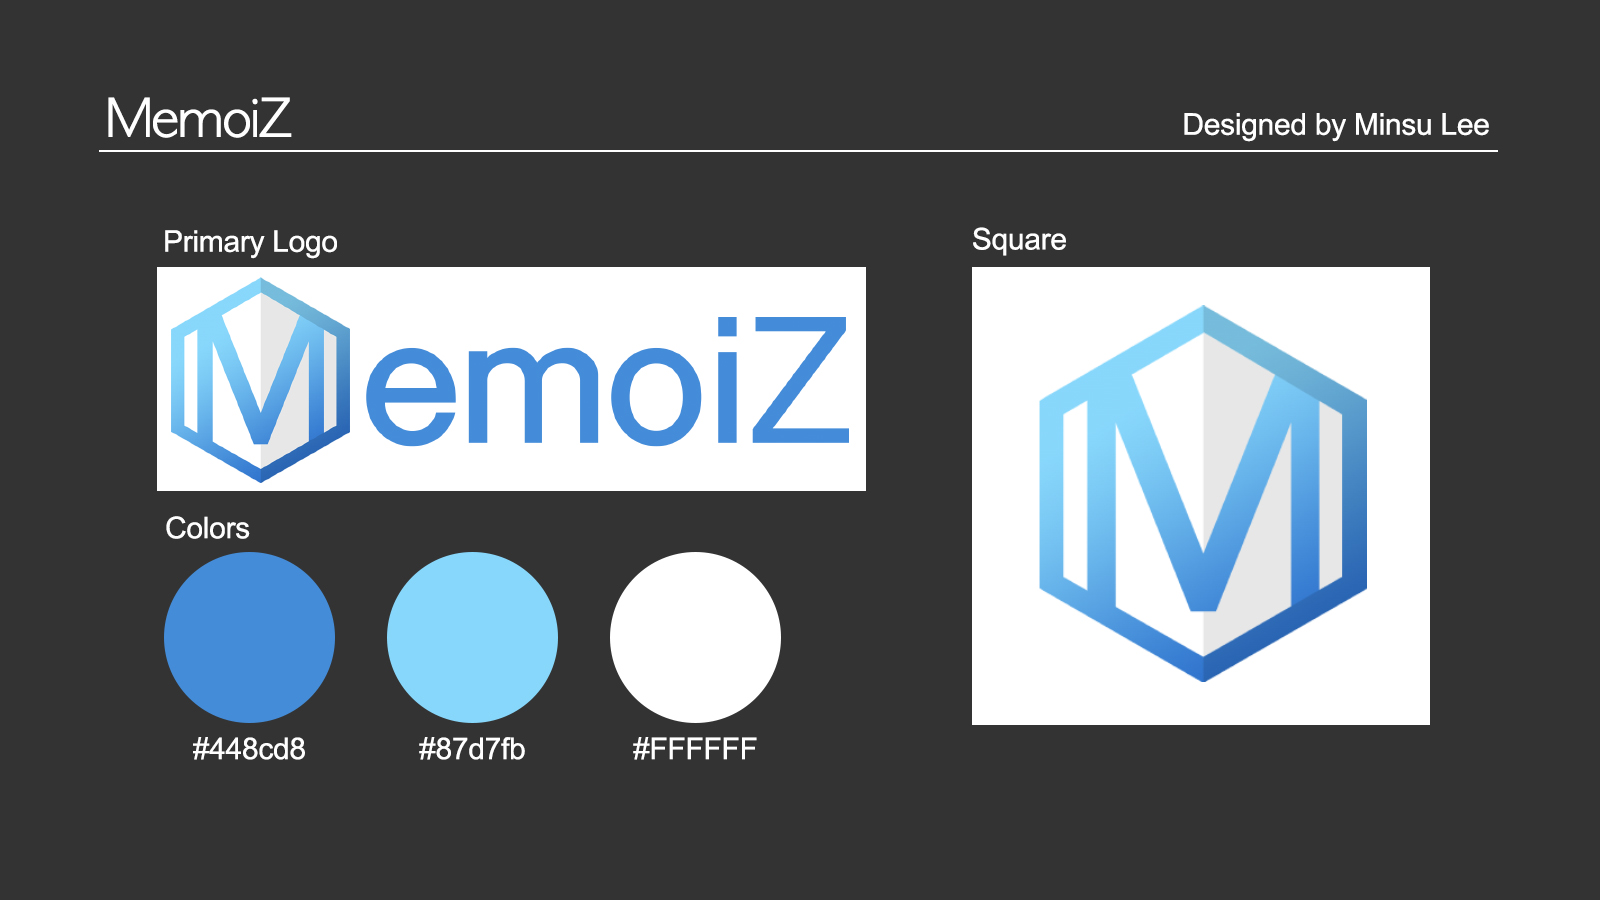 MemoiZ
Designed by Minsu Lee
Primary Logo
MemoiZ
Square
M
Colors
#448cd8
#87d7fb
#FFFFFF